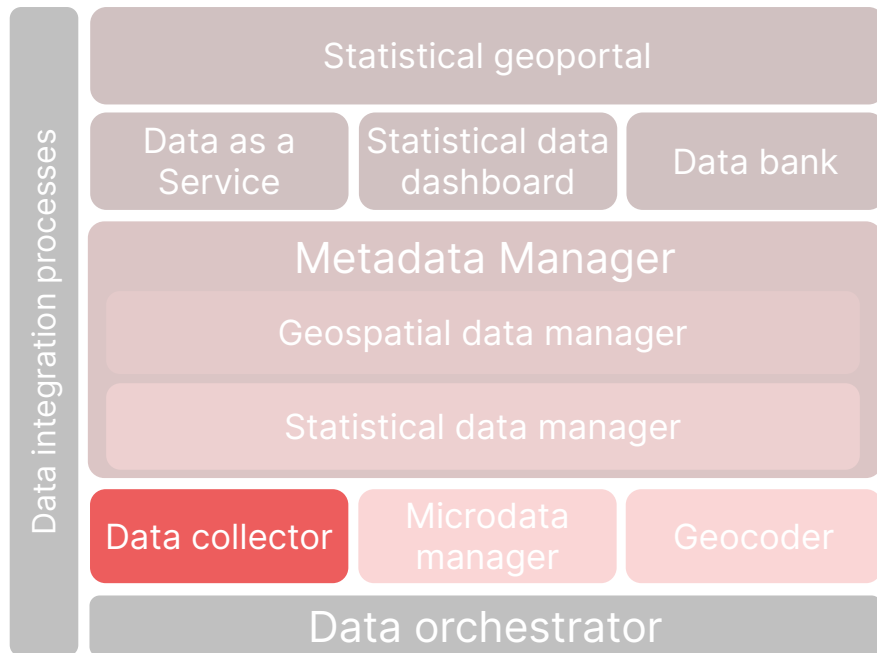 Data integration processes
Statistical geoportal
Data as a
Service
Statistical data
dashboard
Data bank
Metadata Manager
Geospatial data manager
Statistical data manager
Data collector
Microdata
manager
Geocoder
Data orchestrator